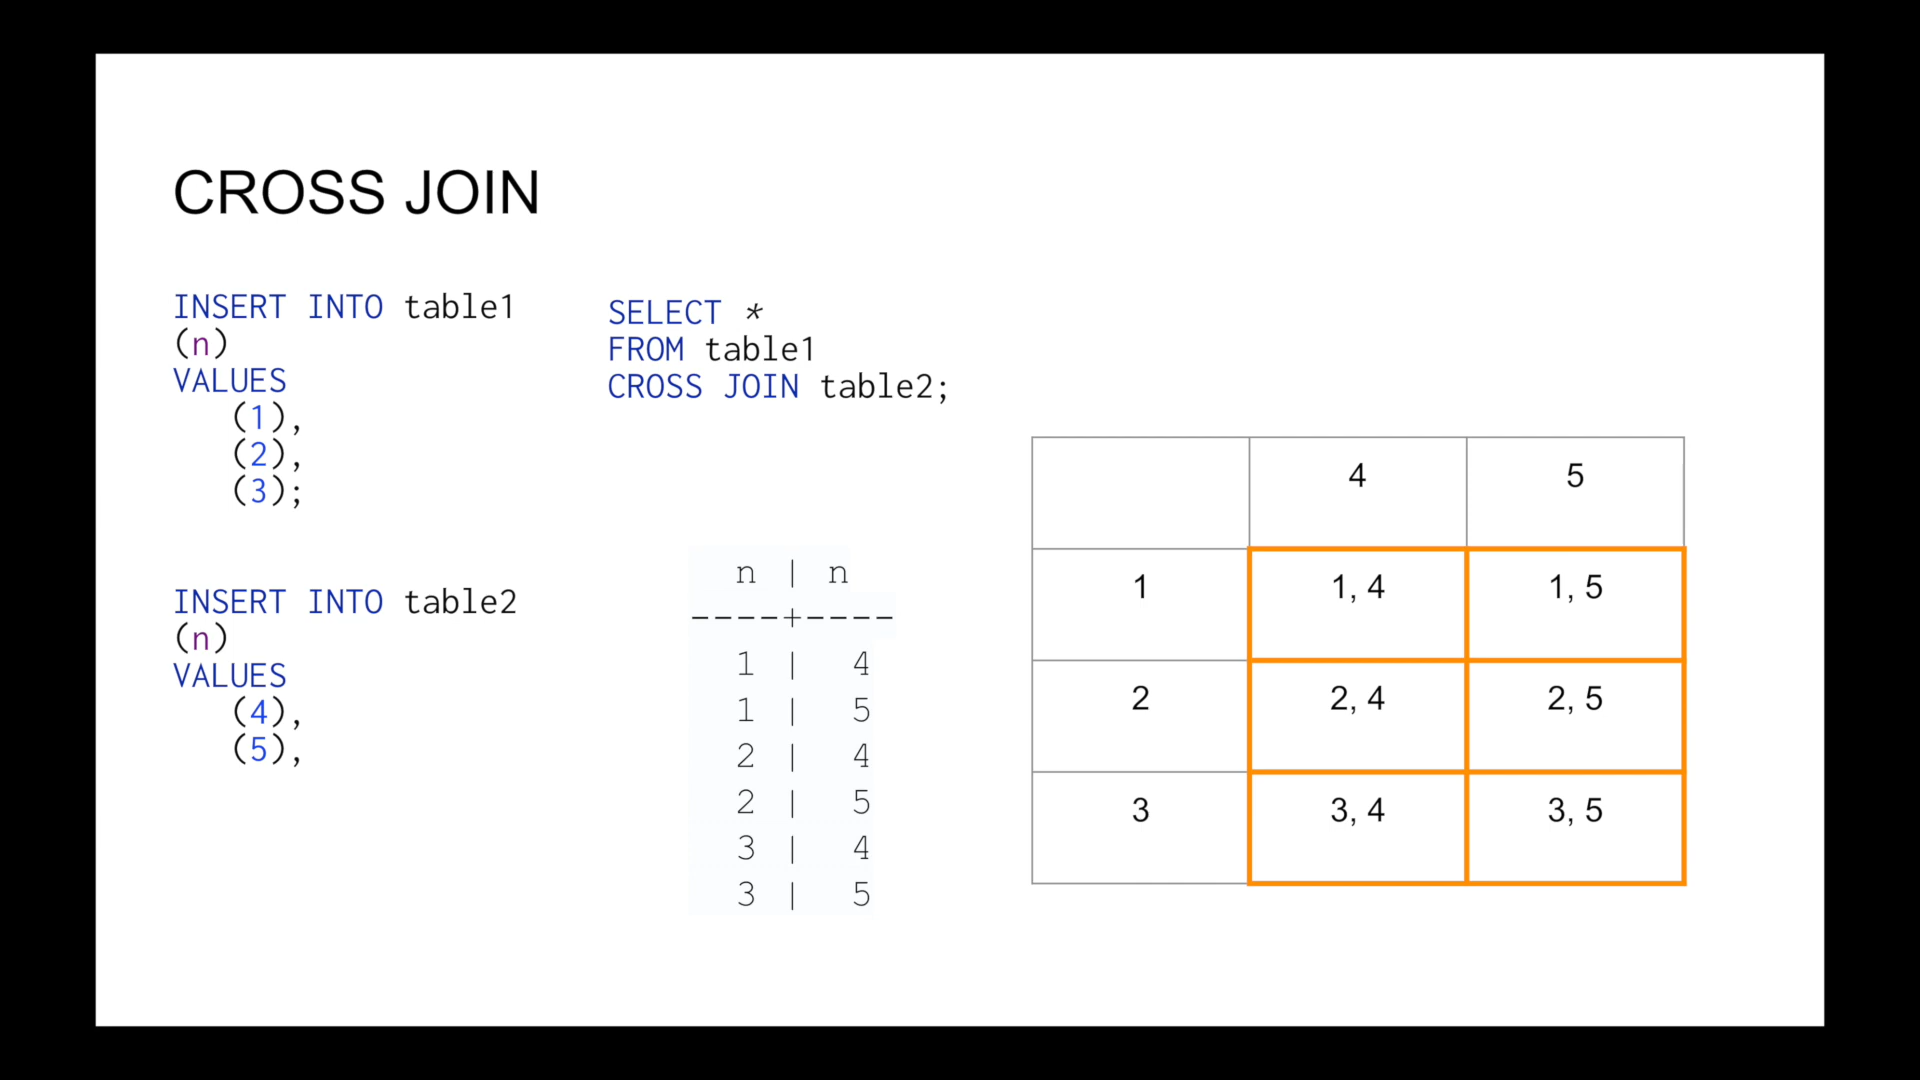 CROSS JOIN
INSERT INTO table1
(n)
VALUES
(1),
(2),
(3);
INSERT INTO table2
(n)
VALUES
(4),
(5),
SELECT *
FROM table1
CROSS JOIN table2;
n | n
----+----
1 | 4
1 | 5
2 | 4
2 | 5
3 | 4
3 | 5
4 5
1 1, 4 1, 5
2 2, 4 2, 5
3 3, 4 3, 5